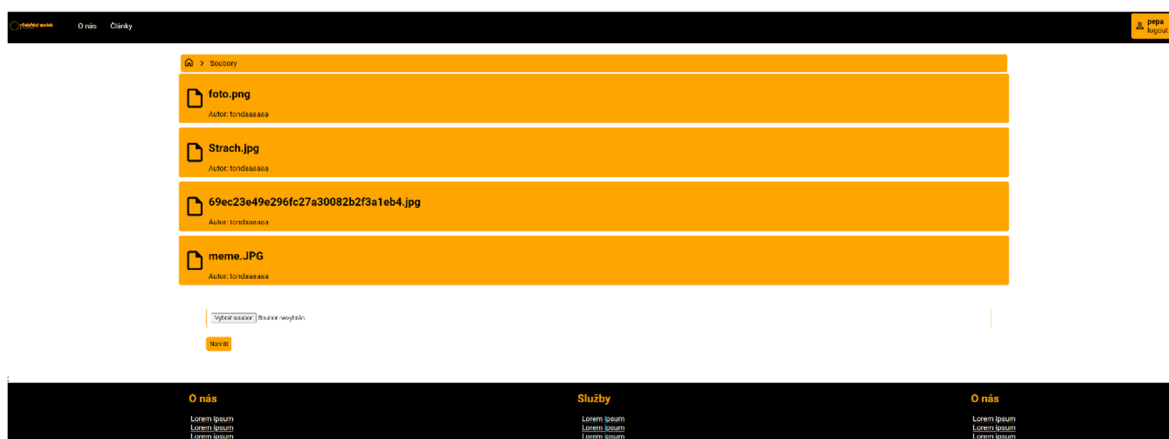 O nás Články
pepa
logout
Soubory
foto.png
Autor: tondaaaaaa
Strach.jpg
Autor: tondaaaaaa
69ec23e49e296fc27a30082b2f3a1eb4.jpg
Autor: tondaaaaaa
meme.JPG
Autor: tondaaaaaa
Vybrat soubor Soubor nevybrán
Nahrát
O nás Služby O nás
Lorem ipsum Lorem ipsum Lorem ipsum
Lorem ipsum Lorem ipsum Lorem ipsum
Lorem ipsum Lorem ipsum Lorem ipsum